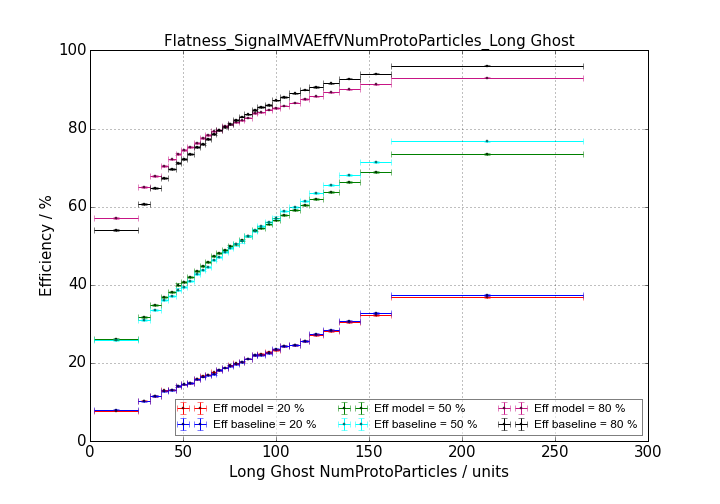 Flatness_SignalMVAEffVNumProtoParticles_Long Ghost
100
80
60
40
20
0
Efficiency / %
Eff model = 20 % Eff model = 50 % Eff model = 80 %
Eff baseline = 20 % Eff baseline = 50 % Eff baseline = 80 %
0 50 100 150 200 250 300
Long Ghost NumProtoParticles / units